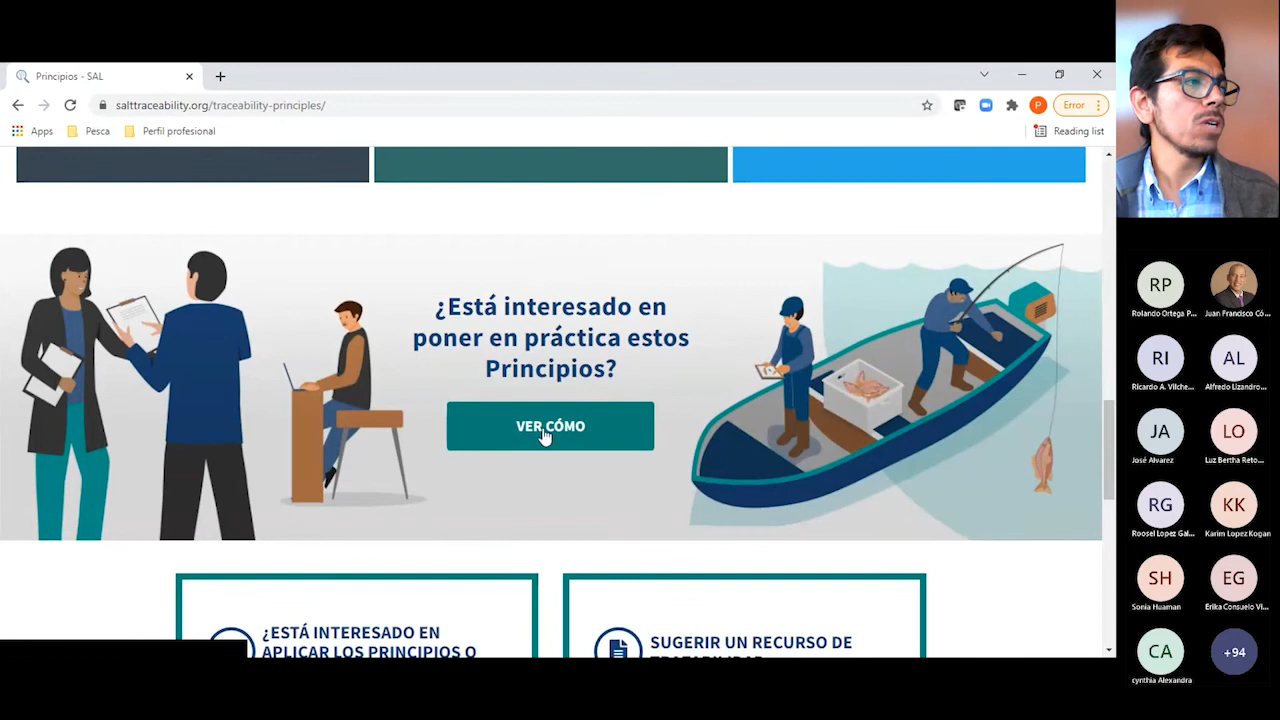 Principios - SAL
salttraceability.org/traceability-principles/
Error
Apps
Pesca
Perfil profesional
Reading list
P
¿Está interesado en
poner en práctica estos
Principios?
VER CÓMO
¿ESTÁ INTERESADO EN
APLICAR LOS PRINCIPIOS O
SUGERIR UN RECURSO DE
RP
Rolando Ortega P...
Juan Francisco Có...
RI
Ricardo A. Vilche...
AL
Alfredo Lizandro...
JA
José Alvarez
LO
Luz Bertha Reto...
RG
Roosel Lopez Gal...
KK
Karim Lopez Kogan
SH
Sonia Huaman
EG
Erika Consuelo Vi...
CA
cynthia Alexandra
+94